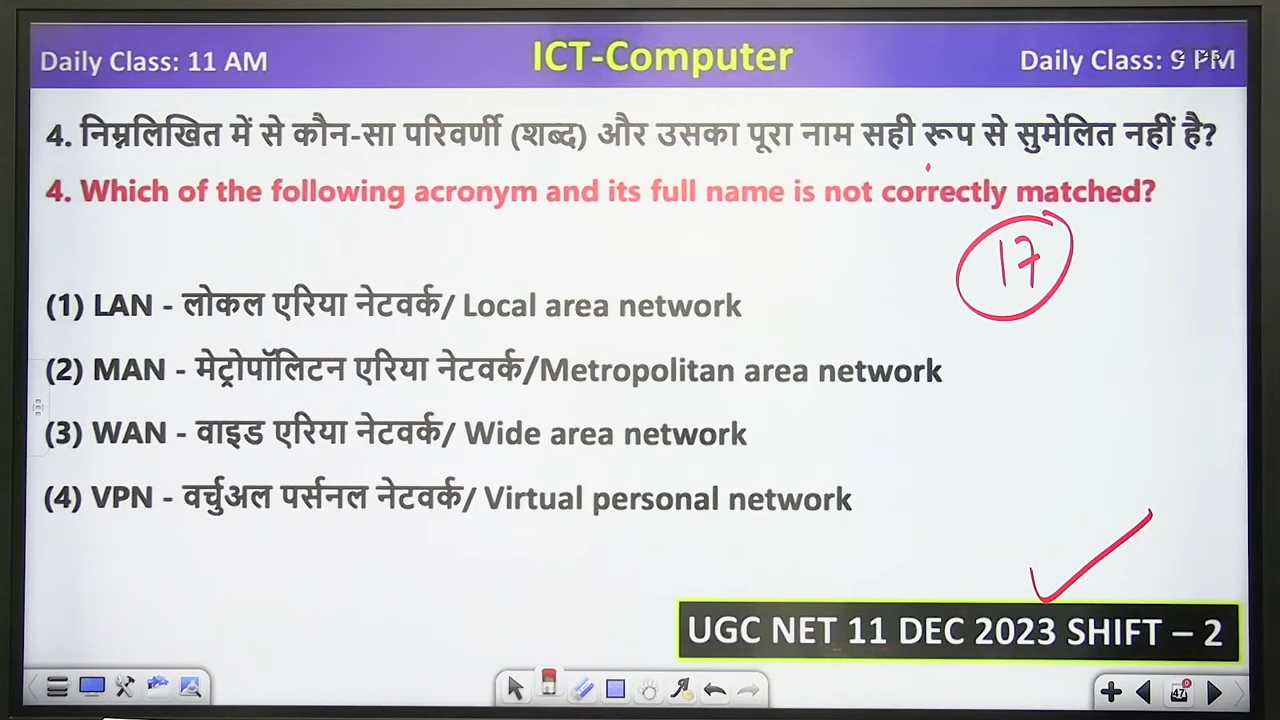 Daily Class: 11 AM
ICT-Computer
Daily Class: 9 PM
4. निम्नलिखित में से कौन-सा परिवर्णी (शब्द) और उसका पूरा नाम सही रूप से सुमेलित नहीं है?
4. Which of the following acronym and its full name is not correctly matched?
17
(1) LAN - लोकल एरिया नेटवर्क/ Local area network
(2) MAN - मेट्रोपॉलिटन एरिया नेटवर्क/Metropolitan area network
(3) WAN - वाइड एरिया नेटवर्क/ Wide area network
(4) VPN - वर्चुअल पर्सनल नेटवर्क/ Virtual personal network
UGC NET 11 DEC 2023 SHIFT – 2
47